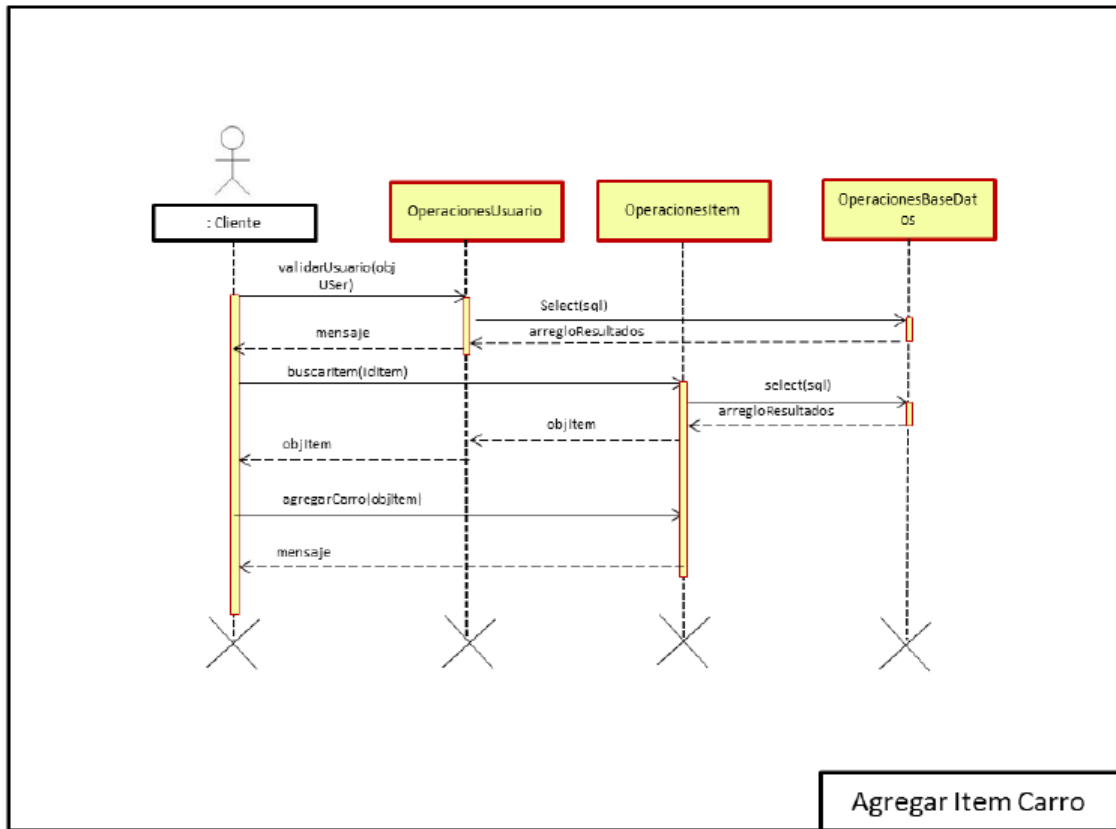 : Cliente
OperacionesUsuario
OperacionesItem
OperacionesBaseDat
os
validarUsuario(obj
USer)
Select(sql)
arregloResultados
mensaje
buscarItem(IdItem)
select(sql)
arregloResultados
objItem
objItem
agregarCarro(objItem)
mensaje
Agregar Item Carro